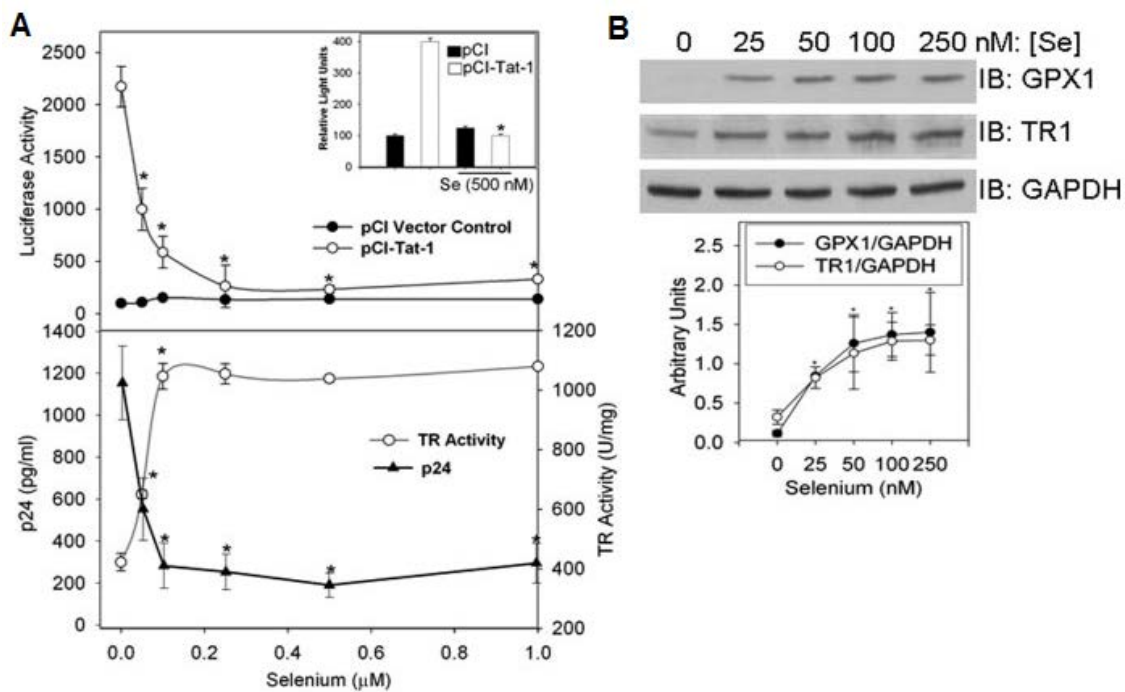 A
2500
2000
1500
1000
500
0
Luciferase Activity
400
300
200
100
0
Relative Light Units
pCI
pCI-Tat-1
*
Se (500 nM)
* * * * *
pCI Vector Control
pCI-Tat-1
1400
1200
1000
800
600
400
200
0
p24 (pg/ml)
* * * * * *
TR Activity
p24
1200
1000
800
600
400
200
TR Activity (U/mg)
0.0 0.2 0.4 0.6 0.8 1.0
Selenium (µM)
B
0 25 50 100 250 nM: [Se]
IB: GPX1
IB: TR1
IB: GAPDH
2.5
2.0
1.5
1.0
0.5
0.0
Arbitrary Units
GPX1/GAPDH
TR1/GAPDH
* * * *
0 25 50 100 250
Selenium (nM)